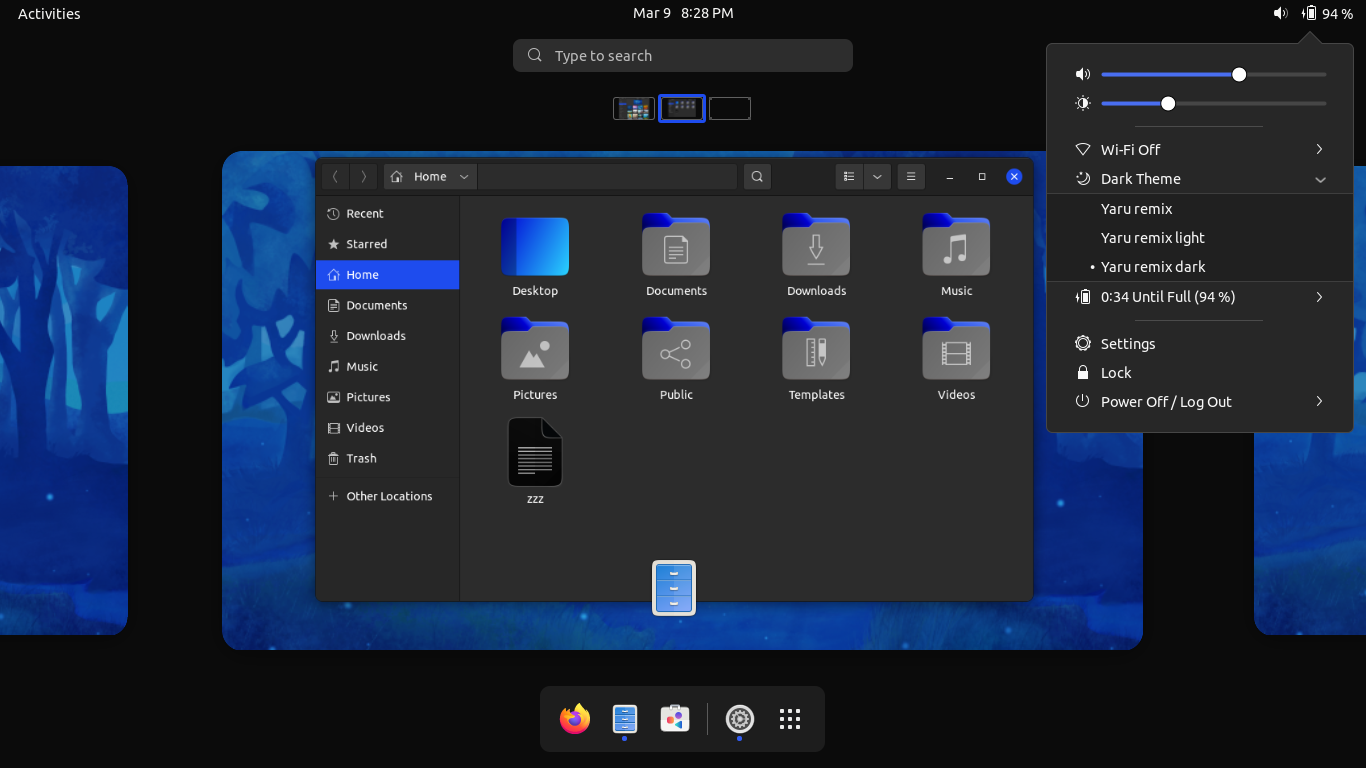 Activities
Mar 9 8:28 PM
94 %
Type to search
Wi-Fi Off
Dark Theme
Yaru remix
Yaru remix light
• Yaru remix dark
0:34 Until Full (94 %)
Settings
Lock
Power Off / Log Out
Home
Recent
Starred
Home
Documents
Downloads
Music
Pictures
Videos
Trash
Other Locations
Desktop
Documents
Downloads
Music
Pictures
Public
Templates
Videos
zzz